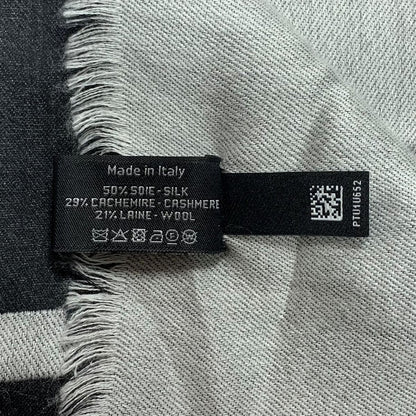 Made in Italy
50% SOIE - SILK
29% CACHEMIRE - CASHMERE
21% LAINE - WOOL
PTU1U652